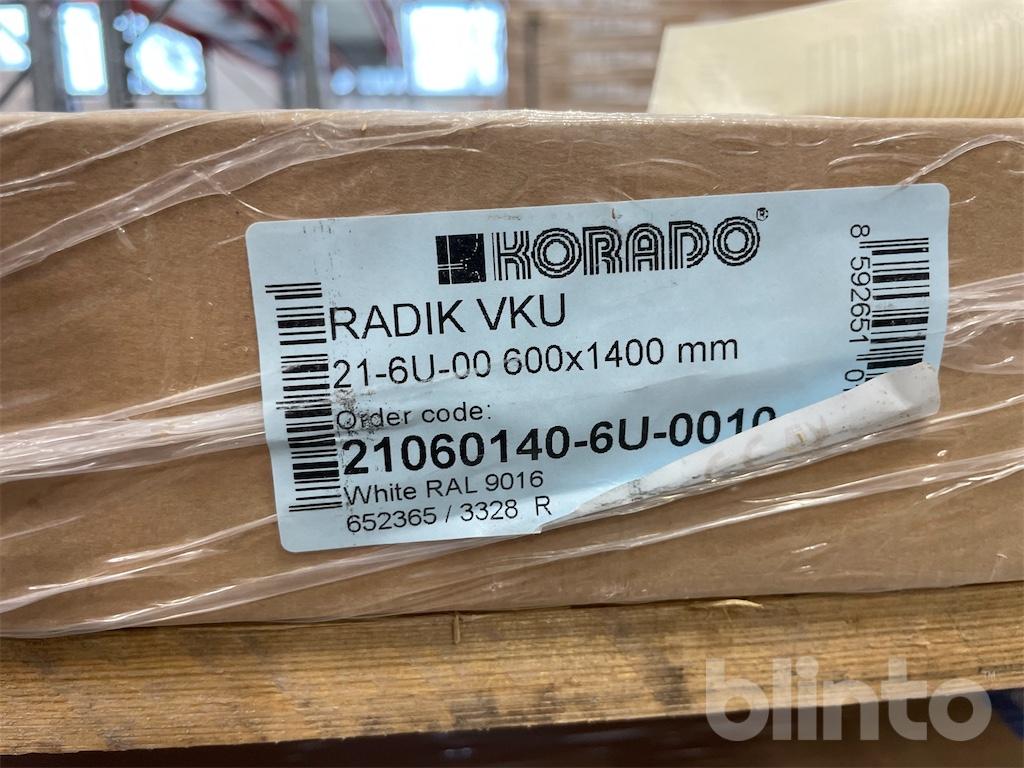 KORADO®
RADIK VKU
21-6U-00 600x1400 mm
Order code:
21060140-6U-0010
White RAL 9016
652365 / 3328 R
8 592651
blinto™